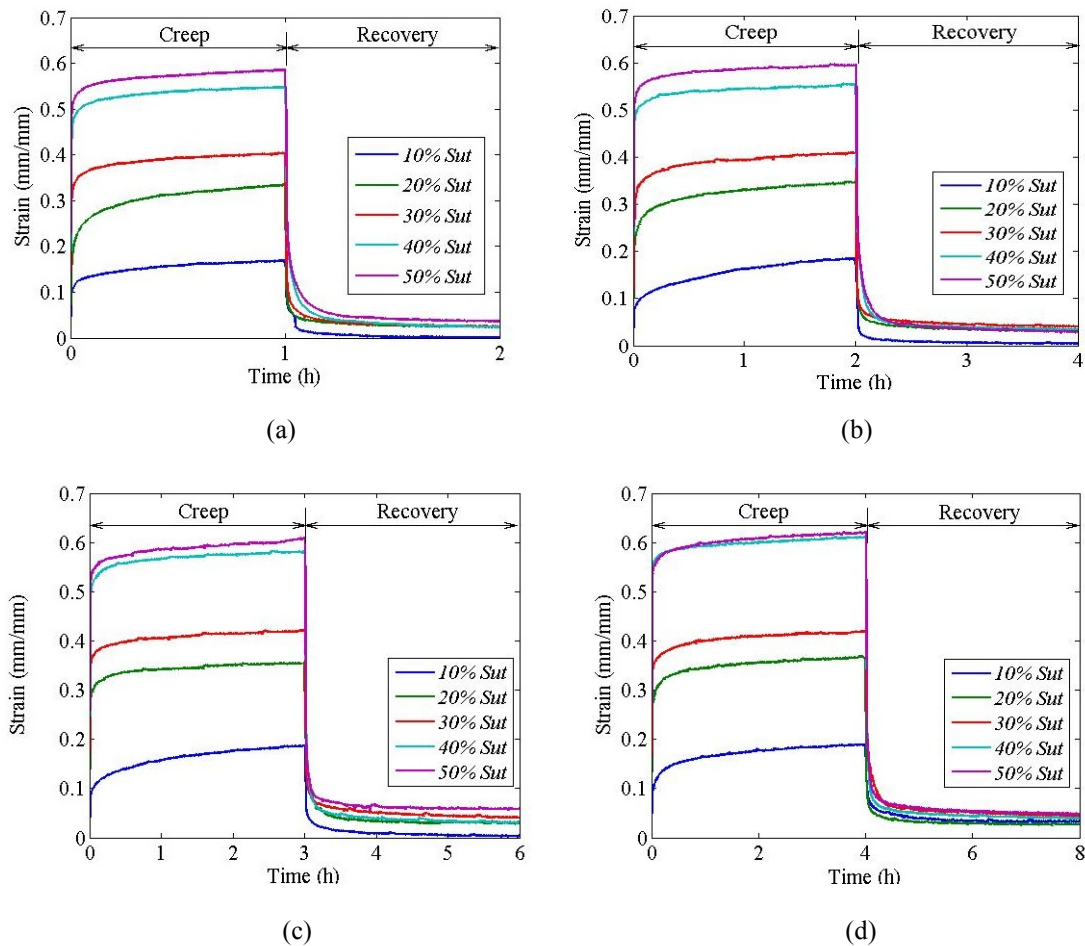 0.7
Creep
Recovery
0.6
0.5
0.4
0.3
0.2
0.1
0
Strain (mm/mm)
10% Sut
20% Sut
30% Sut
40% Sut
50% Sut
0
1
2
Time (h)
(a)
0.7
Creep
Recovery
0.6
0.5
0.4
0.3
0.2
0.1
0
Strain (mm/mm)
10% Sut
20% Sut
30% Sut
40% Sut
50% Sut
0
1
2
3
4
Time (h)
(b)
0.7
Creep
Recovery
0.6
0.5
0.4
0.3
0.2
0.1
0
Strain (mm/mm)
10% Sut
20% Sut
30% Sut
40% Sut
50% Sut
0
1
2
3
4
5
6
Time (h)
(c)
0.7
Creep
Recovery
0.6
0.5
0.4
0.3
0.2
0.1
0
Strain (mm/mm)
10% Sut
20% Sut
30% Sut
40% Sut
50% Sut
0
2
4
6
8
Time (h)
(d)